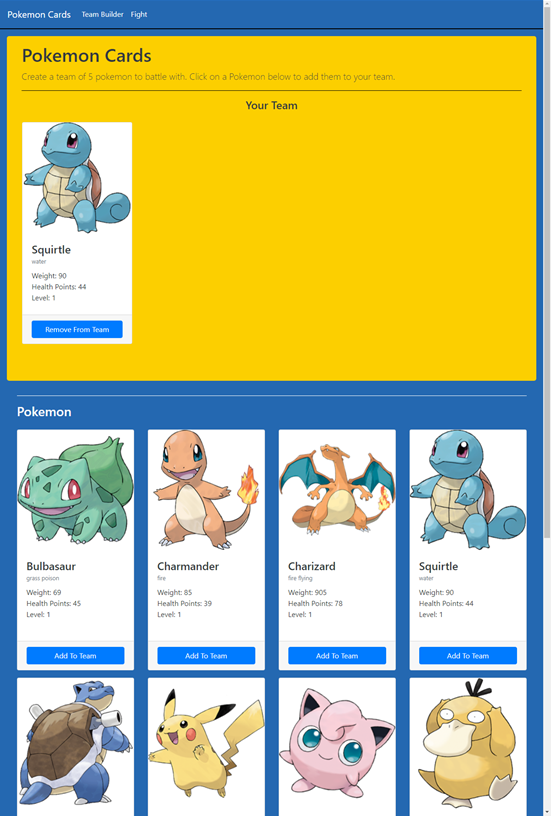 Pokemon Cards Team Builder Fight
Pokemon Cards
Create a team of 5 pokemon to battle with. Click on a Pokemon below to add them to your team.
Your Team
Squirtle
water
Weight: 90
Health Points: 44
Level: 1
Remove From Team
Pokemon
Bulbasaur
grass poison
Weight: 69
Health Points: 45
Level: 1
Add To Team
Charmander
fire
Weight: 85
Health Points: 39
Level: 1
Add To Team
Charizard
fire flying
Weight: 905
Health Points: 78
Level: 1
Add To Team
Squirtle
water
Weight: 90
Health Points: 44
Level: 1
Add To Team